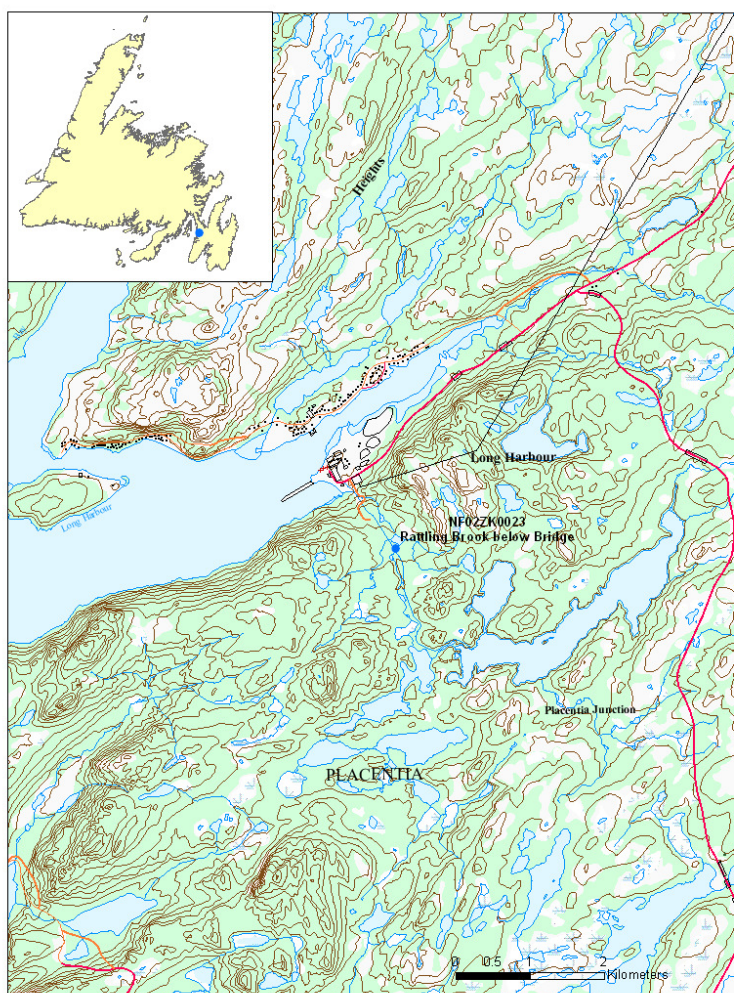 Heights
Long Harbour
Long Harbour
NF02ZK0023
Rattling Brook below Bridge
Placentia Junction
PLACENTIA
0 0.5 1 2
Kilometers